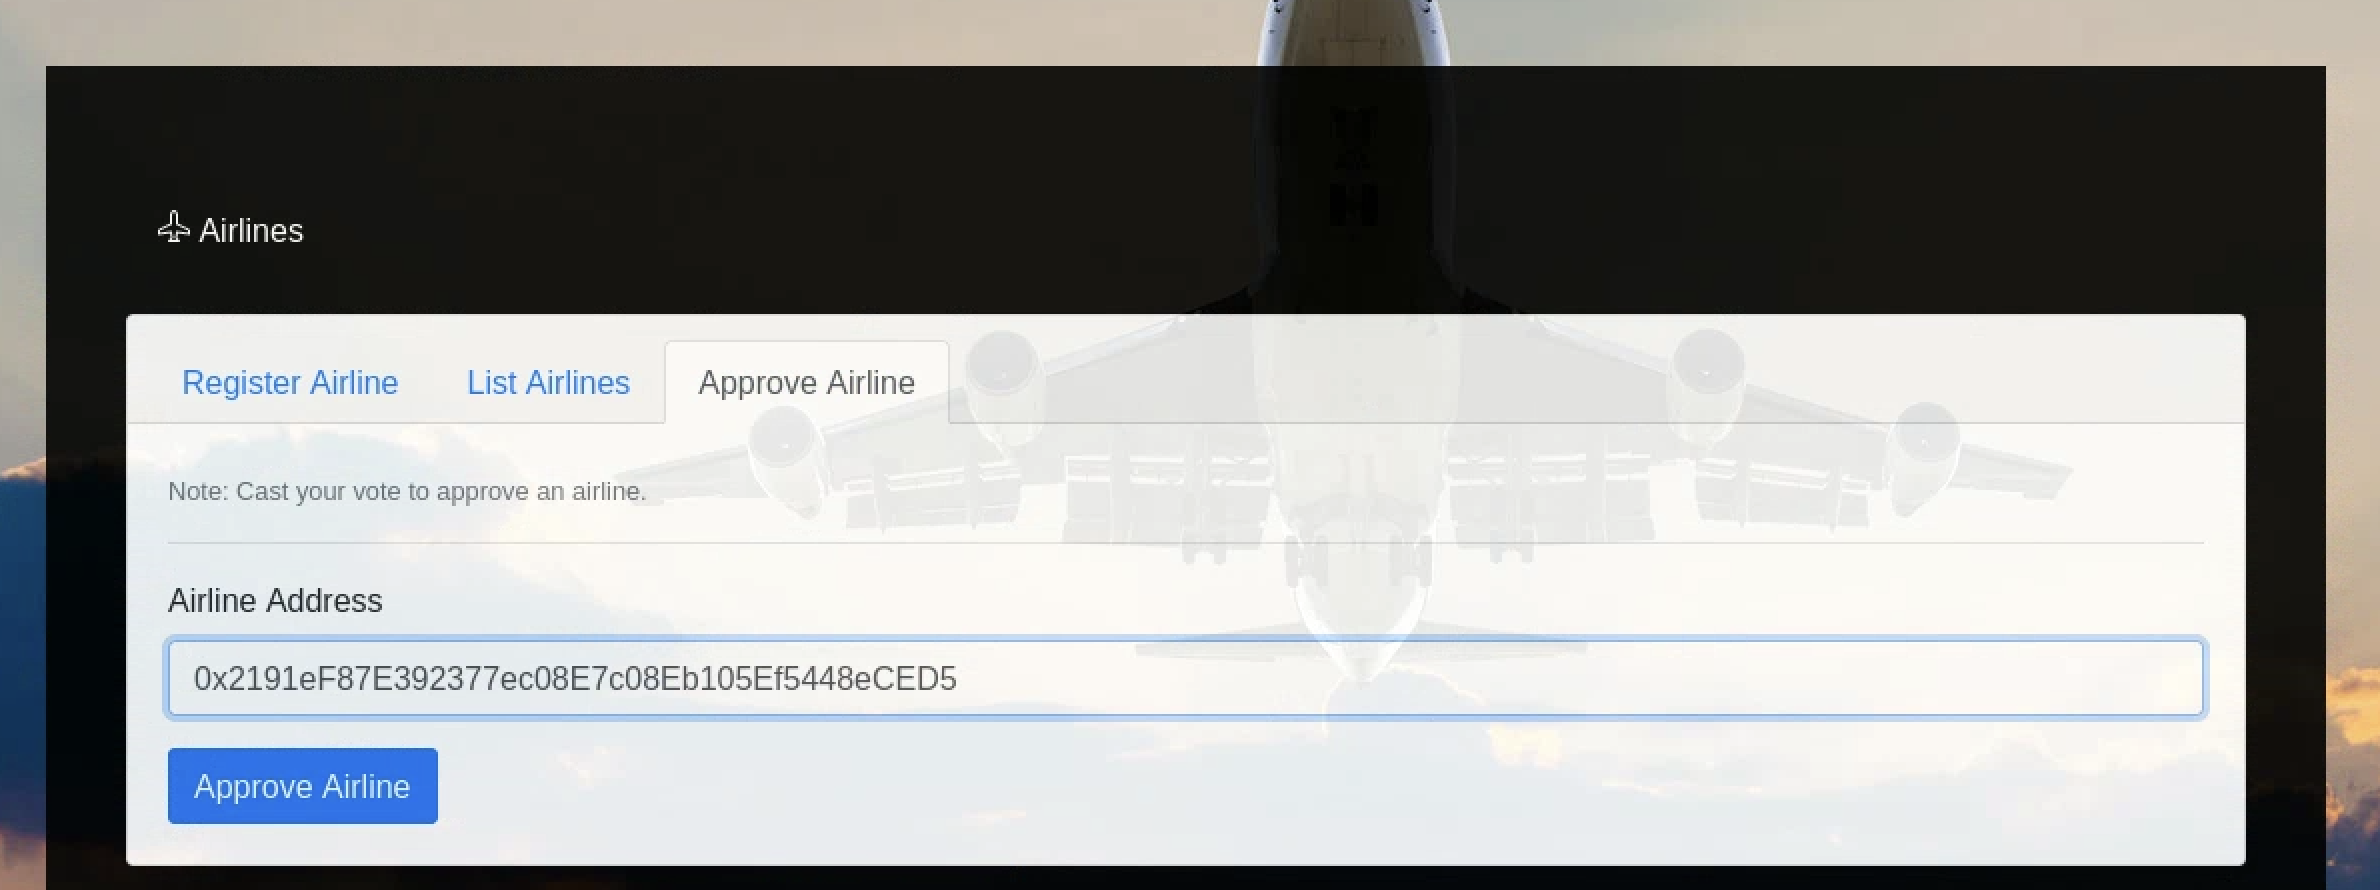 Airlines
Register Airline List Airlines Approve Airline
Note: Cast your vote to approve an airline.
Airline Address
0x2191eF87E392377ec08E7c08Eb105Ef5448eCED5
Approve Airline